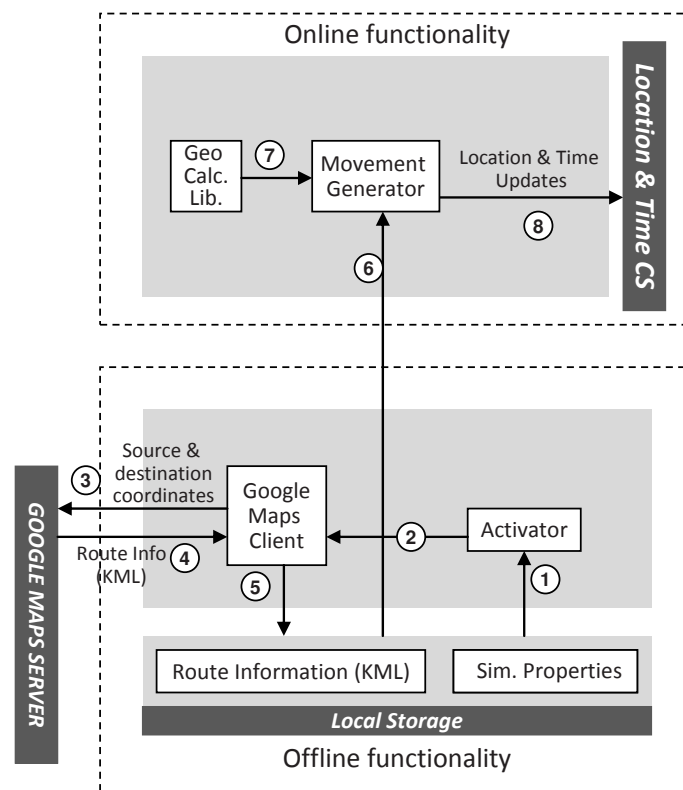 Online functionality
Geo
Calc.
Lib.
7
Movement
Generator
Location & Time
Updates
8
Location & Time CS
6
Source &
destination
coordinates
3
GOOGLE MAPS SERVER
4
Route Info
(KML)
Google
Maps
Client
2
Activator
5
1
Route Information (KML)
Sim. Properties
Local Storage
Offline functionality